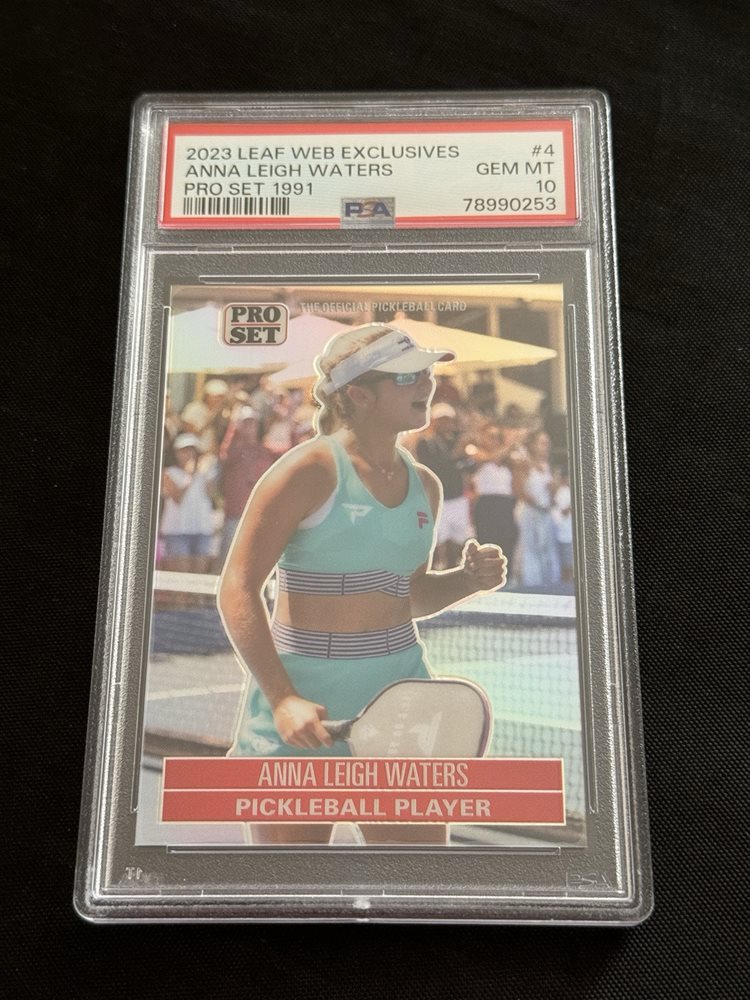 2023 LEAF WEB EXCLUSIVES #4
ANNA LEIGH WATERS GEM MT
PRO SET 1991 10
PSA 78990253
PRO
SET
THE OFFICIAL PICKLEBALL CARD
F
ANNA LEIGH WATERS
PICKLEBALL PLAYER
PSA